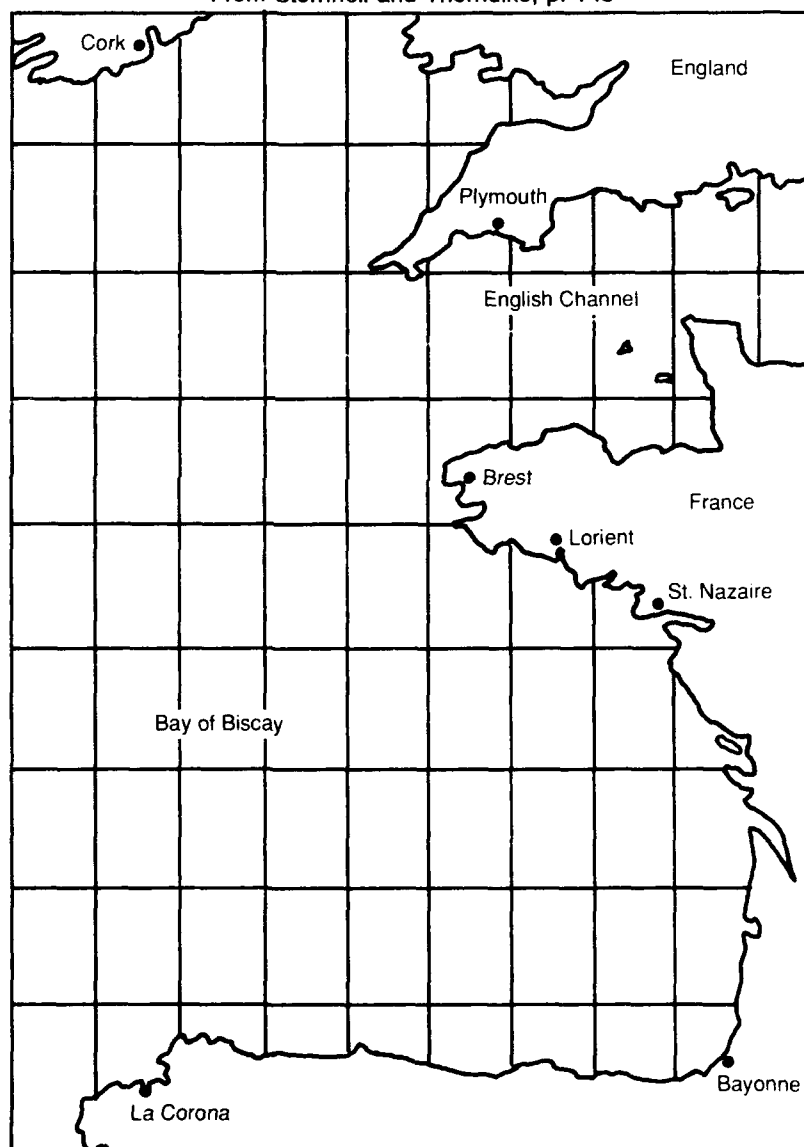 Cork
England
Plymouth
English Channel
Brest
France
Lorient
St. Nazaire
Bay of Biscay
Bayonne
La Corona